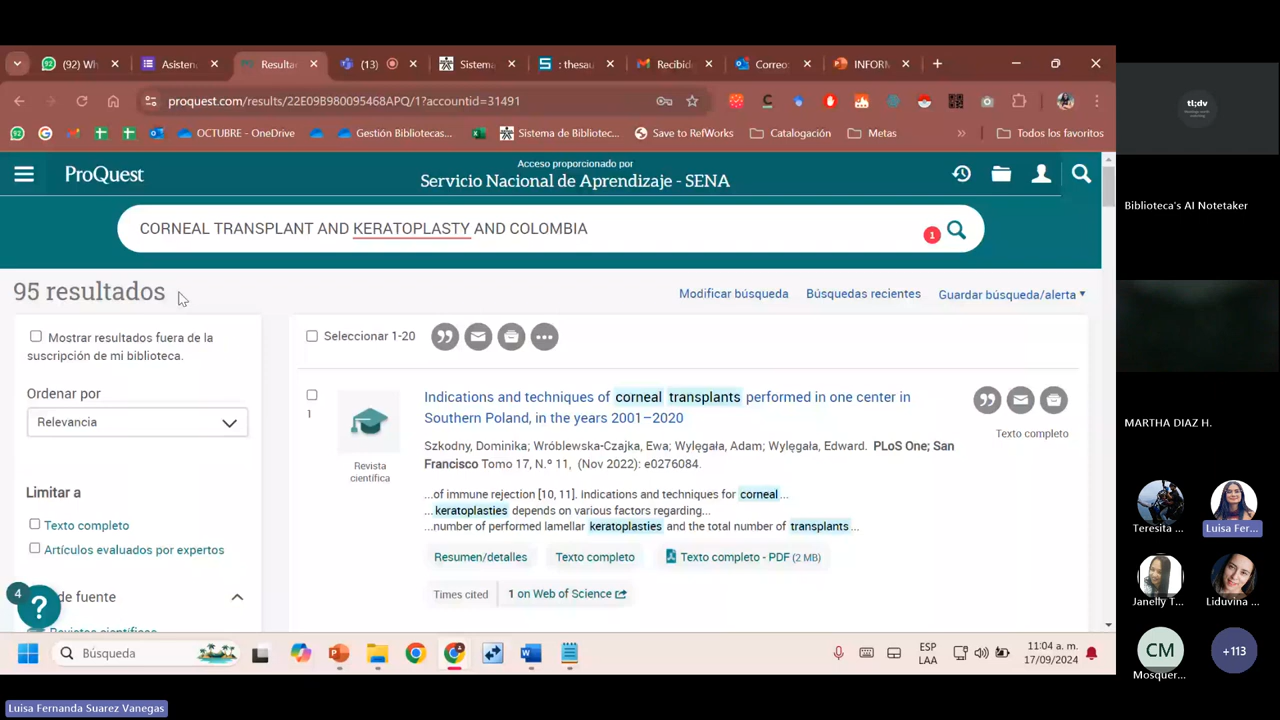 (92) Wh
Asisten
Resulta
(13)
Sistema
: thesau
Recibid
Correo
INFORM
proquest.com/results/22E09B980095468APQ/1?accountid=31491
OCTUBRE - OneDrive
Gestión Bibliotecas...
Sistema de Bibliotec...
Save to RefWorks
Catalogación
Metas
»
Todos los favoritos
ProQuest
Acceso proporcionado por
Servicio Nacional de Aprendizaje - SENA
CORNEAL TRANSPLANT AND KERATOPLASTY AND COLOMBIA
1
95 resultados
Modificar búsqueda
Búsquedas recientes
Guardar búsqueda/alerta
Mostrar resultados fuera de la
suscripción de mi biblioteca.
Ordenar por
Relevancia
Limitar a
Texto completo
Artículos evaluados por expertos
4
?
de fuente
Revistas científicas
Seleccionar 1-20
1
Revista
científica
Indications and techniques of corneal transplants performed in one center in
Southern Poland, in the years 2001–2020
Szkodny, Dominika; Wróblewska-Czajka, Ewa; Wylęgała, Adam; Wylęgała, Edward. PLoS One; San
Francisco Tomo 17, N.º 11, (Nov 2022): e0276084.
...of immune rejection [10, 11]. Indications and techniques for corneal...
...keratoplasties depends on various factors regarding...
...number of performed lamellar keratoplasties and the total number of transplants...
Resumen/detalles
Texto completo
Texto completo - PDF (2 MB)
Times cited
1 on Web of Science
Texto completo
Búsqueda
ESP
LAA
11:04 a. m.
17/09/2024
tl;dv
Biblioteca's AI Notetaker
MARTHA DIAZ H.
Teresita ...
Luisa Fer...
Janelly T...
Liduvina ...
CM
Mosquer...
+113
Luisa Fernanda Suarez Vanegas